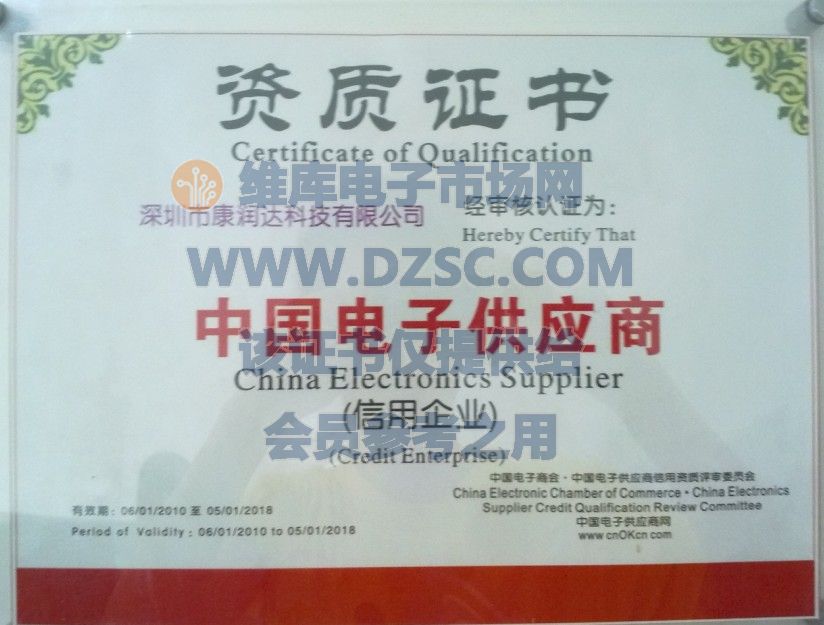 资质证书
Certificate of Qualification
维库电子市场网
深圳市康润达科技有限公司 经审核认证为：
Hereby Certify That
WWW.DZSC.COM
中国电子供应商
该证书仅提供给
China Electronics Supplier
(信用企业)
会员参考之用
(Credit Enterprise)
中国电子商会·中国电子供应商信用资质评审委员会
China Electronic Chamber of Commerce · China Electronics
Supplier Credit Qualification Review Committee
中国电子供应商网
www.cnOKcn.com
有效期：06/01/2010 至 05/01/2018
Period of Validity：06/01/2010 to 05/01/2018